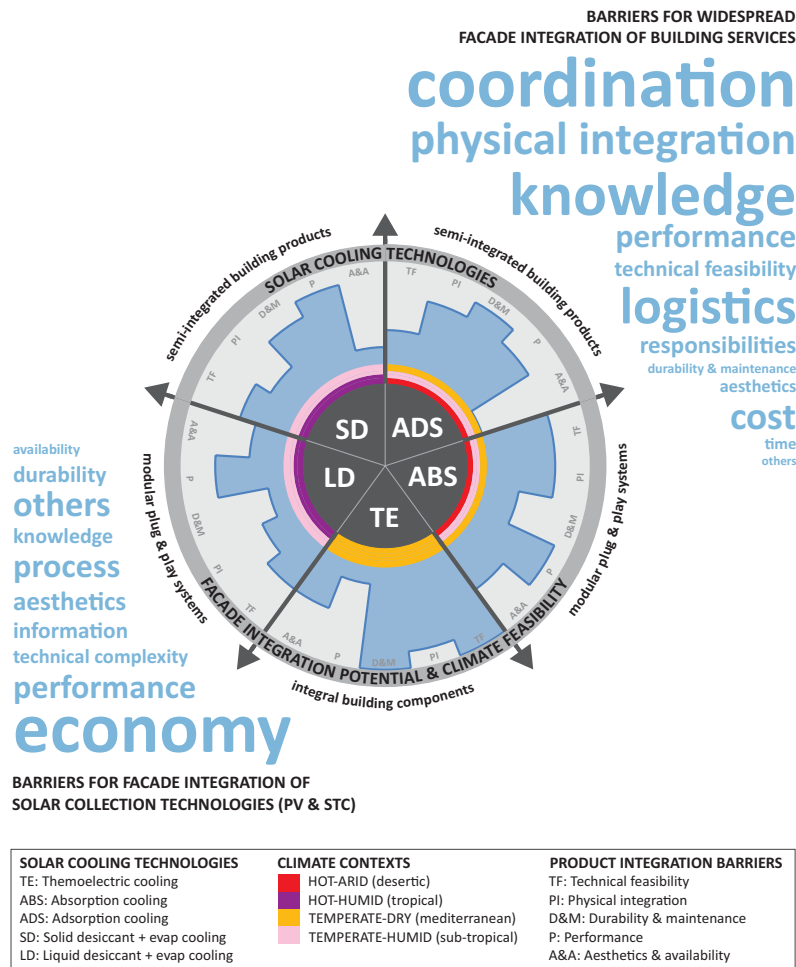 BARRIERS FOR WIDESPREAD
FACADE INTEGRATION OF BUILDING SERVICES
coordination
physical integration
knowledge
performance
technical feasibility
logistics
responsibilities
durability & maintenance
aesthetics
cost
time
others
semi-integrated building products
semi-integrated building products
SOLAR COOLING TECHNOLOGIES
TF
PI
D&M
P
A&A
TF
PI
D&M
P
A&A
TF
PI
D&M
P
A&A
TF
PI
D&M
P
A&A
TF
PI
D&M
P
A&A
SD
ADS
LD
ABS
TE
modular plug & play systems
modular plug & play systems
FACADE INTEGRATION POTENTIAL & CLIMATE FEASIBILITY
integral building components
availability
durability
others
knowledge
process
aesthetics
information
technical complexity
performance
economy
BARRIERS FOR FACADE INTEGRATION OF
SOLAR COLLECTION TECHNOLOGIES (PV & STC)
SOLAR COOLING TECHNOLOGIES
TE: Themoelectric cooling
ABS: Absorption cooling
ADS: Adsorption cooling
SD: Solid desiccant + evap cooling
LD: Liquid desiccant + evap cooling
CLIMATE CONTEXTS
HOT-ARID (desertic)
HOT-HUMID (tropical)
TEMPERATE-DRY (mediterranean)
TEMPERATE-HUMID (sub-tropical)
PRODUCT INTEGRATION BARRIERS
TF: Technical feasibility
PI: Physical integration
D&M: Durability & maintenance
P: Performance
A&A: Aesthetics & availability